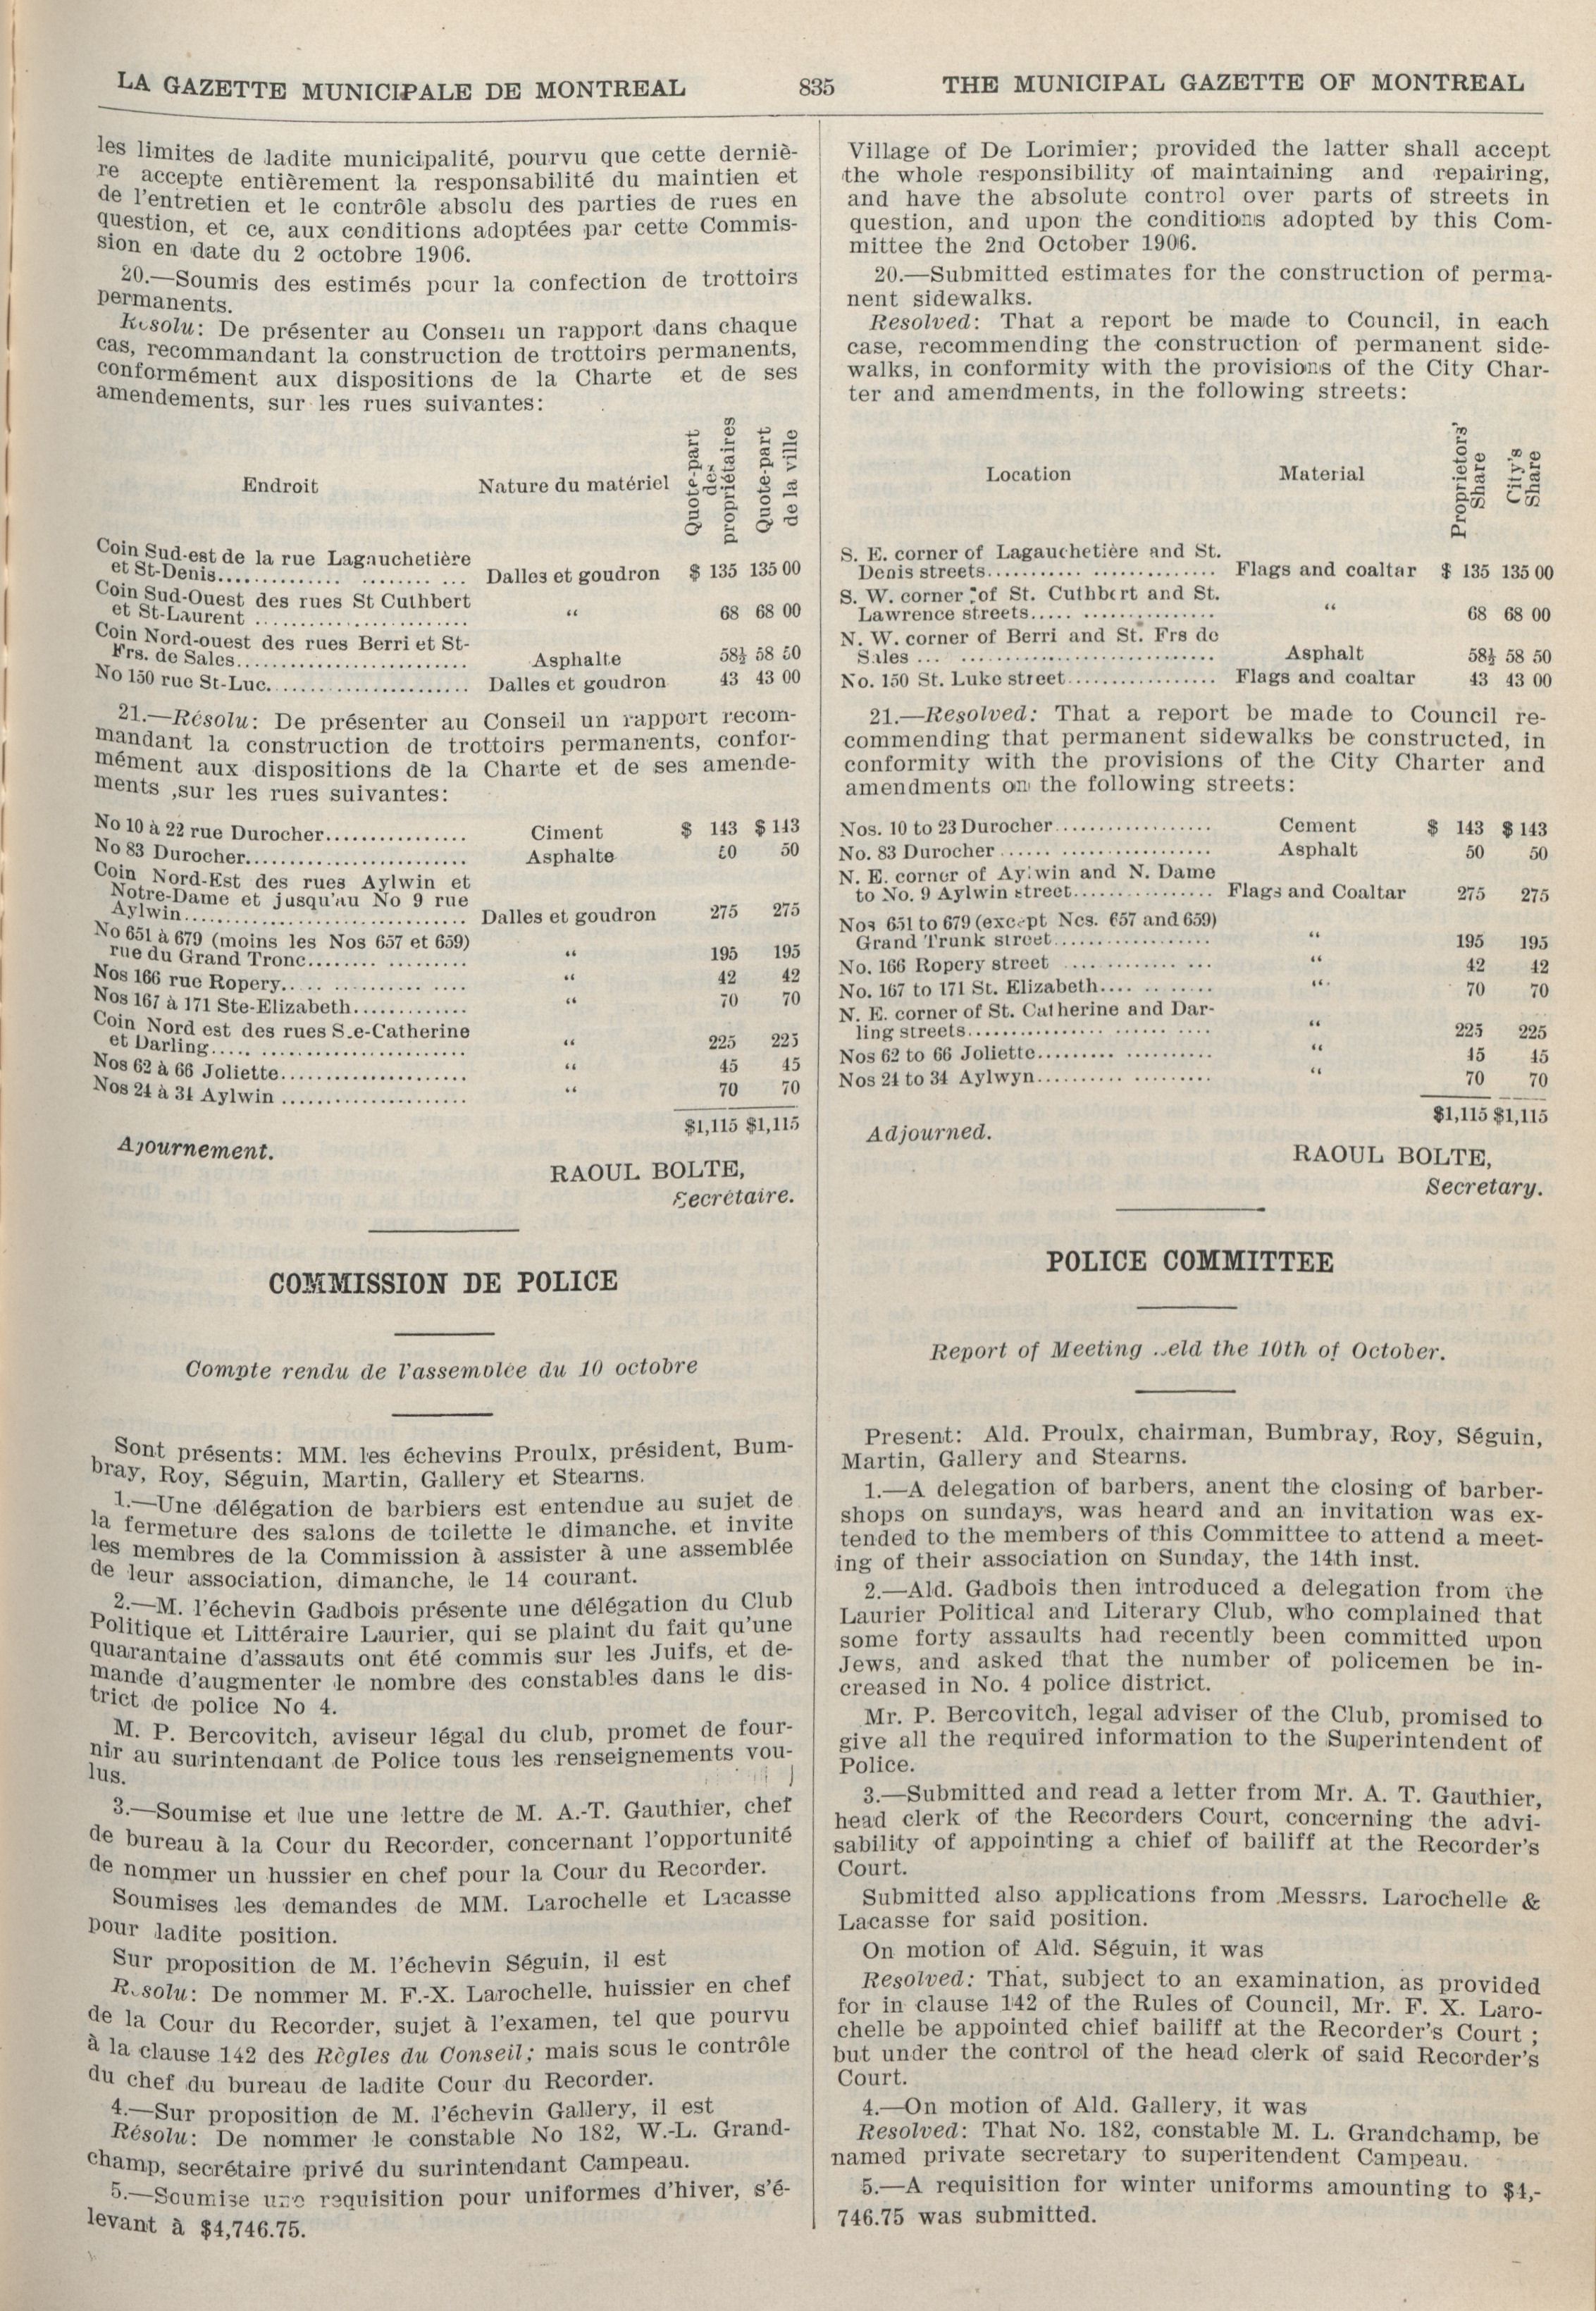 LA GAZETTE MUNICIPALE DE MONTREAL
835
THE MUNICIPAL GAZETTE OF MONTREAL
les limites de ladite municipalité, pourvu que cette derniè-
re accepte entièrement la responsabilité du maintien et
de l'entretien et le contrôle absolu des parties de rues en
question, et ce, aux conditions adoptées par cette Commis-
sion en date du 2 octobre 1906.
20.—Soumis des estimés pour la confection de trottoirs
permanents.
Résolu: De présenter au Conseil un rapport dans chaque
cas, recommandant la construction de trottoirs permanents,
conformément aux dispositions de la Charte et de ses
amendements, sur les rues suivantes:
Endroit
Nature du matériel
Quote-part
des
propriétaires
Quote-part
de la ville
Coin Sud-est de la rue Lagauchetière
et St-Denis.................. ......... ... Dalles et goudron $ 135 135 00
Coin Sud-Ouest des rues St Cuthbert
et St-Laurent ........................ “ 68 68 00
Coin Nord-ouest des rues Berri et St-
Frs. de Sales......................... Asphalte 58½ 58 50
No 150 rue St-Luc....................... Dalles et goudron 43 43 00
21.—Résolu: De présenter au Conseil un rapport recom-
mandant la construction de trottoirs permanents, confor-
mément aux dispositions de la Charte et de ses amende-
ments ,sur les rues suivantes:
No 10 à 22 rue Durocher................ Ciment $ 143 $ 143
No 83 Durocher......................... Asphalte 50 50
Coin Nord-Est des rues Aylwin et
Notre-Dame et jusqu'au No 9 rue
Aylwin................................ Dalles et goudron 275 275
No 651 à 679 (moins les Nos 657 et 659)
rue du Grand Tronc........ ......... “ 195 195
Nos 166 rue Ropery.. .. ............ .... “ 42 42
Nos 167 à 171 Ste-Elizabeth............. “ 70 70
Coin Nord est des rues S.e-Catherine
et Darling..... ....................... “ 225 225
Nos 62 à 66 Joliette..................... “ 45 45
Nos 24 à 34 Aylwin ..................... “ 70 70
$1,115 $1,115
Ajournement.
RAOUL BOLTE,
Secrétaire.
COMMISSION DE POLICE
Compte rendu de l'assemblée du 10 octobre
Sont présents: MM. les échevins Proulx, président, Bum-
bray, Roy, Séguin, Martin, Gallery et Stearns.
1.—Une délégation de barbiers est entendue au sujet de
la fermeture des salons de toilette le dimanche. et invite
les membres de la Commission à assister à une assemblée
de leur association, dimanche, le 14 courant.
2.—M. l'échevin Gadbois présente une délégation du Club
Politique et Littéraire Laurier, qui se plaint du fait qu'une
quarantaine d'assauts ont été commis sur les Juifs, et de-
mande d'augmenter le nombre des constables dans le dis-
trict de police No 4.
M. P. Bercovitch, aviseur légal du club, promet de four-
nir au surintendant de Police tous les renseignements vou-
lus.
3.—Soumise et lue une lettre de M. A.-T. Gauthier, chef
de bureau à la Cour du Recorder, concernant l'opportunité
de nommer un hussier en chef pour la Cour du Recorder.
Soumises les demandes de MM. Larochelle et Lacasse
pour ladite position.
Sur proposition de M. l'échevin Séguin, il est
Résolu: De nommer M. F.-X. Larochelle. huissier en chef
de la Cour du Recorder, sujet à l'examen, tel que pourvu
à la clause 142 des Règles du Conseil; mais sous le contrôle
du chef du bureau de ladite Cour du Recorder.
4.—Sur proposition de M. l'échevin Gallery, il est
Résolu: De nommer le constable No 182, W.-L. Grand-
champ, secrétaire privé du surintendant Campeau.
5.—Soumise une requisition pour uniformes d'hiver, s'é-
levant à $4,746.75.
Village of De Lorimier; provided the latter shall accept
the whole responsibility of maintaining and repairing,
and have the absolute control over parts of streets in
question, and upon the conditions adopted by this Com-
mittee the 2nd October 1906.
20.—Submitted estimates for the construction of perma-
nent sidewalks.
Resolved: That a report be made to Council, in each
case, recommending the construction of permanent side-
walks, in conformity with the provisions of the City Char-
ter and amendments, in the following streets:
Location
Material
Proprietors'
Share
City's
Share
S. E. corner of Lagauchetière and St.
Denis streets........... .............. Flags and coaltar $ 135 135 00
S. W. corner of St. Cuthbert and St.
Lawrence streets..... ............... “ 68 68 00
N. W. corner of Berri and St. Frs de
Sales ... ............................. Asphalt 58½ 58 50
No. 150 St. Luke street................. Flags and coaltar 43 43 00
21.—Resolved: That a report be made to Council re-
commending that permanent sidewalks be constructed, in
conformity with the provisions of the City Charter and
amendments on the following streets:
Nos. 10 to 23 Durocher.................. Cement $ 143 $ 143
No. 83 Durocher ...... ................. Asphalt 50 50
N. E. corner of Aylwin and N. Dame
to No. 9 Aylwin street................ Flags and Coaltar 275 275
Nos 651 to 679 (except Nos. 657 and 659)
Grand Trunk street.................. “ 195 195
No. 166 Ropery street .... .......... ... “ 42 42
No. 167 to 171 St. Elizabeth.... .. ...... “ 70 70
N. E. corner of St. Catherine and Dar-
ling streets............... ...... .... “ 225 225
Nos 62 to 66 Joliette......... .......... “ 45 45
Nos 24 to 34 Aylwyn.......... ......... “ 70 70
$1,115 $1,115
Adjourned.
RAOUL BOLTE,
Secretary.
POLICE COMMITTEE
Report of Meeting ..eld the 10th of October.
Present: Ald. Proulx, chairman, Bumbray, Roy, Séguin,
Martin, Gallery and Stearns.
1.—A delegation of barbers, anent the closing of barber-
shops on sundays, was heard and an invitation was ex-
tended to the members of this Committee to attend a meet-
ing of their association on Sunday, the 14th inst.
2.—Ald. Gadbois then introduced a delegation from the
Laurier Political and Literary Club, who complained that
some forty assaults had recently been committed upon
Jews, and asked that the number of policemen be in-
creased in No. 4 police district.
Mr. P. Bercovitch, legal adviser of the Club, promised to
give all the required information to the Superintendent of
Police.
3.—Submitted and read a letter from Mr. A. T. Gauthier,
head clerk of the Recorders Court, concerning the advi-
sability of appointing a chief of bailiff at the Recorder's
Court.
Submitted also applications from Messrs. Larochelle &
Lacasse for said position.
On motion of Ald. Séguin, it was
Resolved: That, subject to an examination, as provided
for in clause 142 of the Rules of Council, Mr. F. X. Laro-
chelle be appointed chief bailiff at the Recorder's Court ;
but under the control of the head clerk of said Recorder's
Court.
4.—On motion of Ald. Gallery, it was
Resolved: That No. 182, constable M. L. Grandchamp, be
named private secretary to superitendent Campeau.
5.—A requisition for winter uniforms amounting to $4,-
746.75 was submitted.